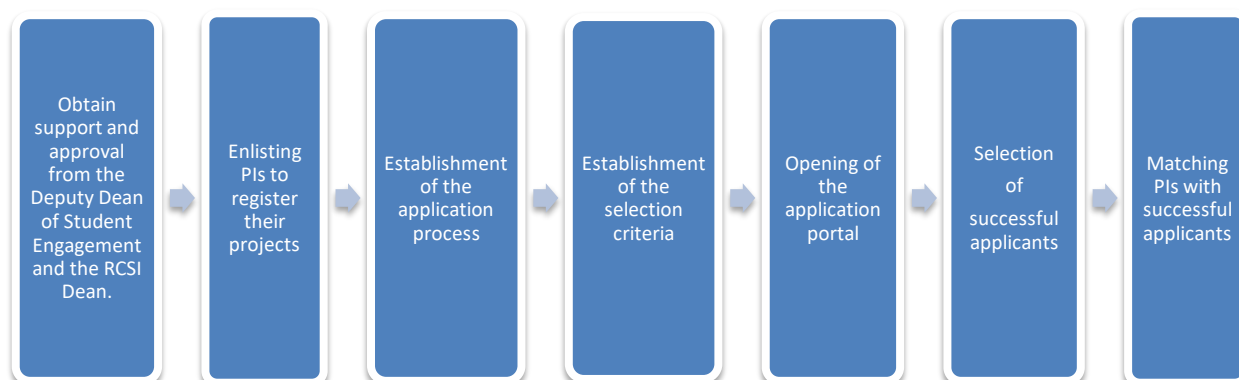 Obtain
support and
approval
from the
Deputy Dean
of Student
Engagement
and the RCSI
Dean.
Enlisting
PIs to
register
their
projects
Establishment
of the
application
process
Establishment
of the
selection
criteria
Opening of
the
application
portal
Selection
of
successful
applicants
Matching
PIs with
successful
applicants